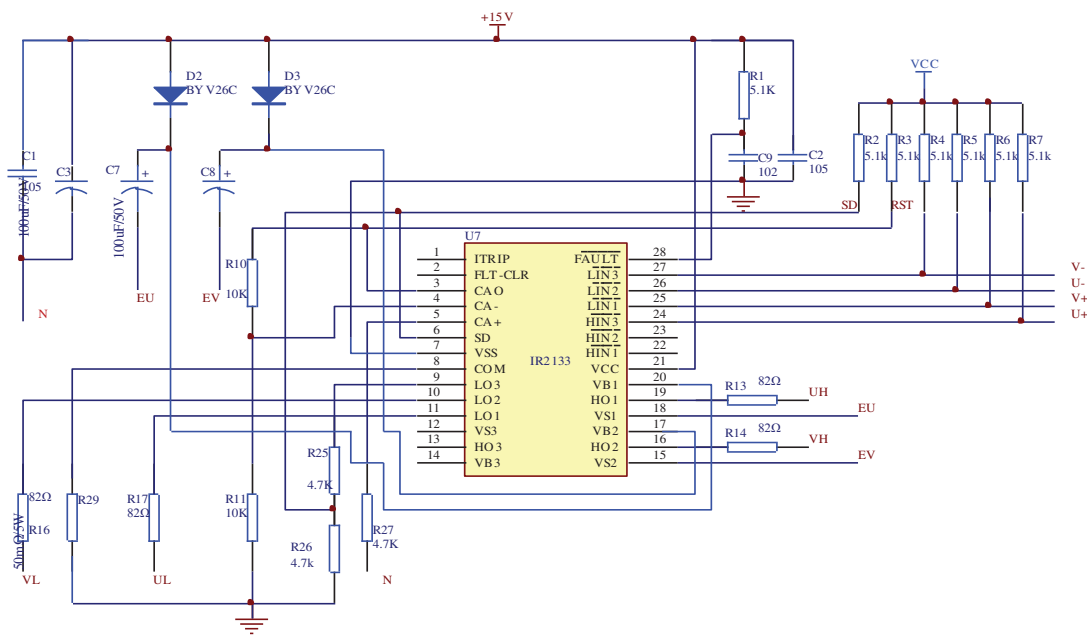 +15V
D2
BYV26C
D3
BYV26C
R1
5.1K
VCC
C1
105
100uF/50V
C3
C7
+
100uF/50V
C8
+
C9
102
C2
105
R2
5.1k
R3
5.1k
R4
5.1k
R5
5.1k
R6
5.1k
R7
5.1k
SD
RST
N
EU
EV
R10
10K
U7
IR2133
1 ITRIP
2 FLT-CLR
3 CAO
4 CA-
5 CA+
6 SD
7 VSS
8 COM
9 LO3
10 LO2
11 LO1
12 VS3
13 HO3
14 VB3
FAULT 28
LIN3 27
LIN2 26
LIN1 25
HIN3 24
HIN2 23
HIN1 22
VCC 21
VB1 20
HO1 19
VS1 18
VB2 17
HO2 16
VS2 15
V-
U-
V+
U+
R13
82Ω
UH
EU
R14
82Ω
VH
EV
82Ω
R16
50mΩ/5W
R29
R17
82Ω
R11
10K
R25
4.7K
R26
4.7k
R27
4.7K
VL
UL
N